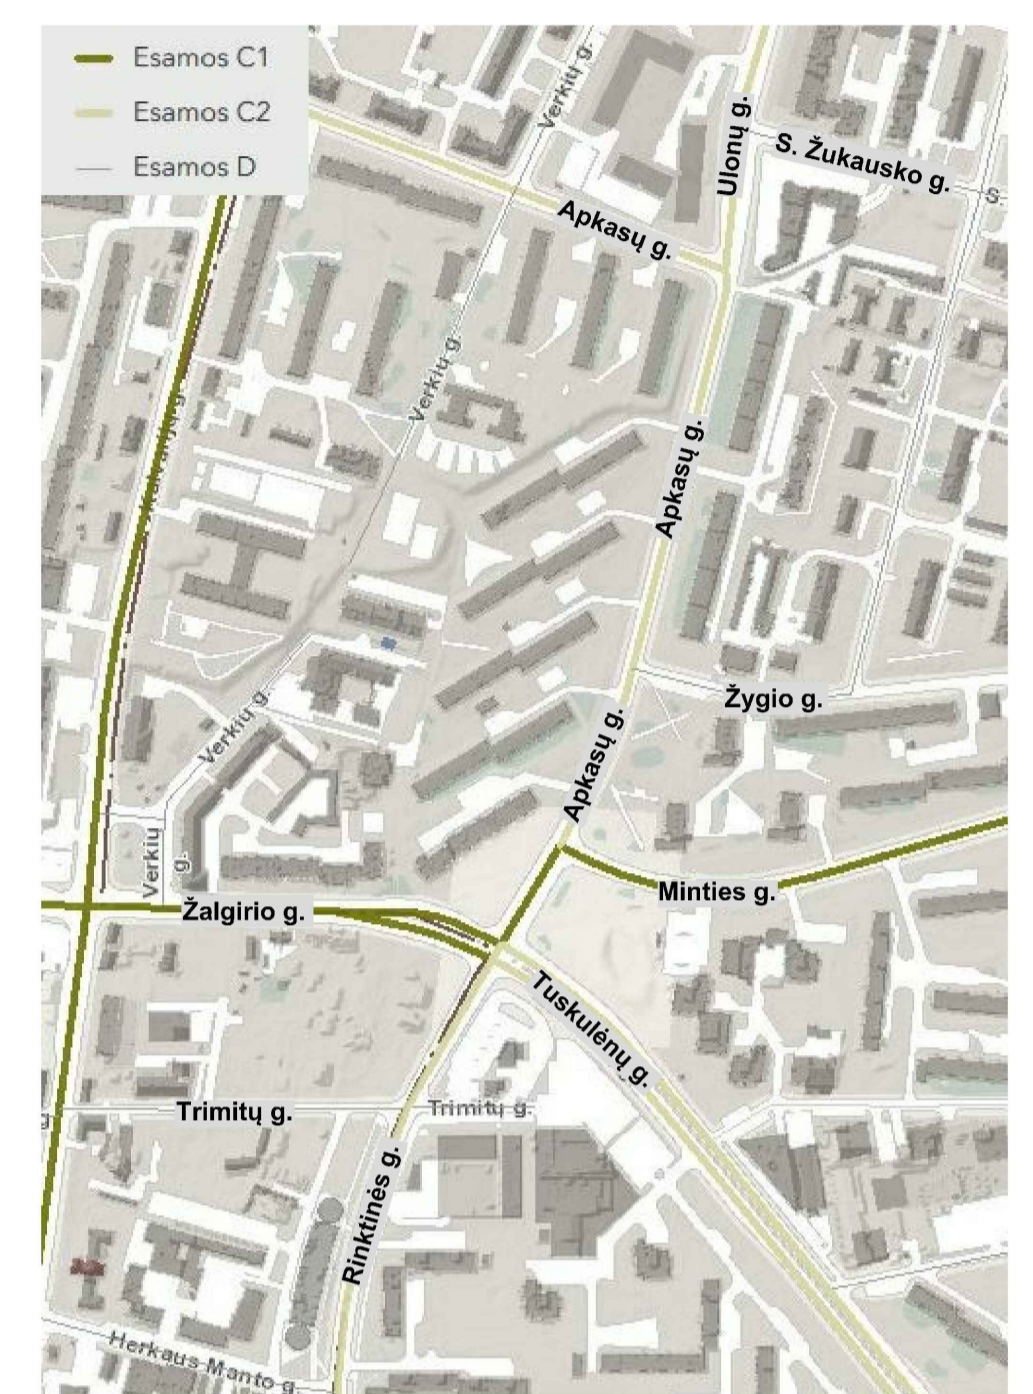 Esamos C1
Esamos C2
Esamos D
Verkių g.
Ulonų g.
S. Žukausko g.
S.
Apkasų g.
Verkių g.
Apkasų g.
Verkių g.
Žygio g.
Apkasų g.
Verkių
g.
Minties g.
Žalgirio g.
Tuskulėnų g.
g.
Trimitų g.
Trimitų g.
Rinktinės g.
Herkaus Manto g.